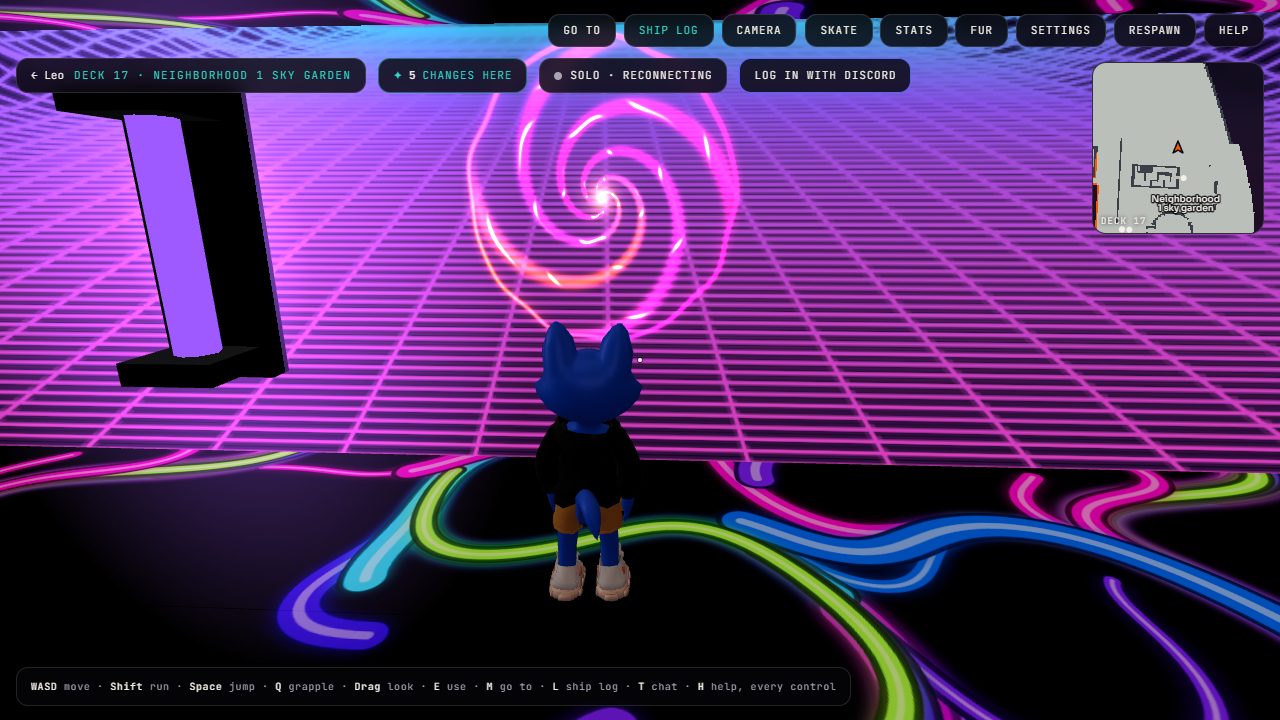 GO TO
SHIP LOG
CAMERA
SKATE
STATS
FUR
SETTINGS
RESPAWN
HELP
← Leo DECK 17 · NEIGHBORHOOD 1 SKY GARDEN
✦ 5 CHANGES HERE
SOLO · RECONNECTING
LOG IN WITH DISCORD
Neighborhood
1 sky garden
DECK 17
WASD move · Shift run · Space jump · Q grapple · Drag look · E use · M go to · L ship log · T chat · H help, every control